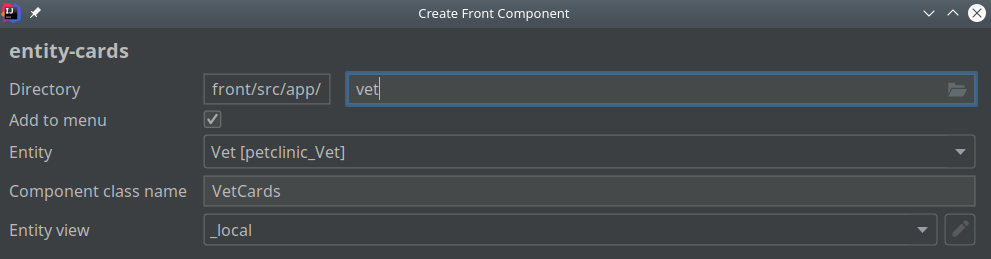 Create Front Component
entity-cards
Directory front/src/app/ vet
Add to menu
Entity Vet [petclinic_Vet]
Component class name VetCards
Entity view _local